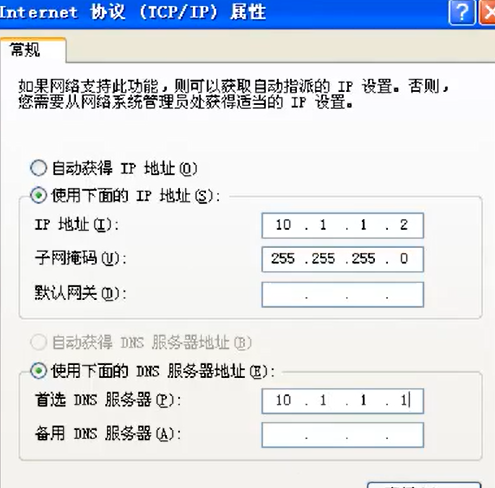 Internet 协议 (TCP/IP) 属性
常规
如果网络支持此功能，则可以获取自动指派的 IP 设置。否则，
您需要从网络系统管理员处获得适当的 IP 设置。
自动获得 IP 地址(O)
使用下面的 IP 地址(S):
IP 地址(I): 10 . 1 . 1 . 2
子网掩码(U): 255 .255 .255 . 0
默认网关(D): . . .
自动获得 DNS 服务器地址(B)
使用下面的 DNS 服务器地址(E):
首选 DNS 服务器(P): 10 . 1 . 1 . 1
备用 DNS 服务器(A): . . .